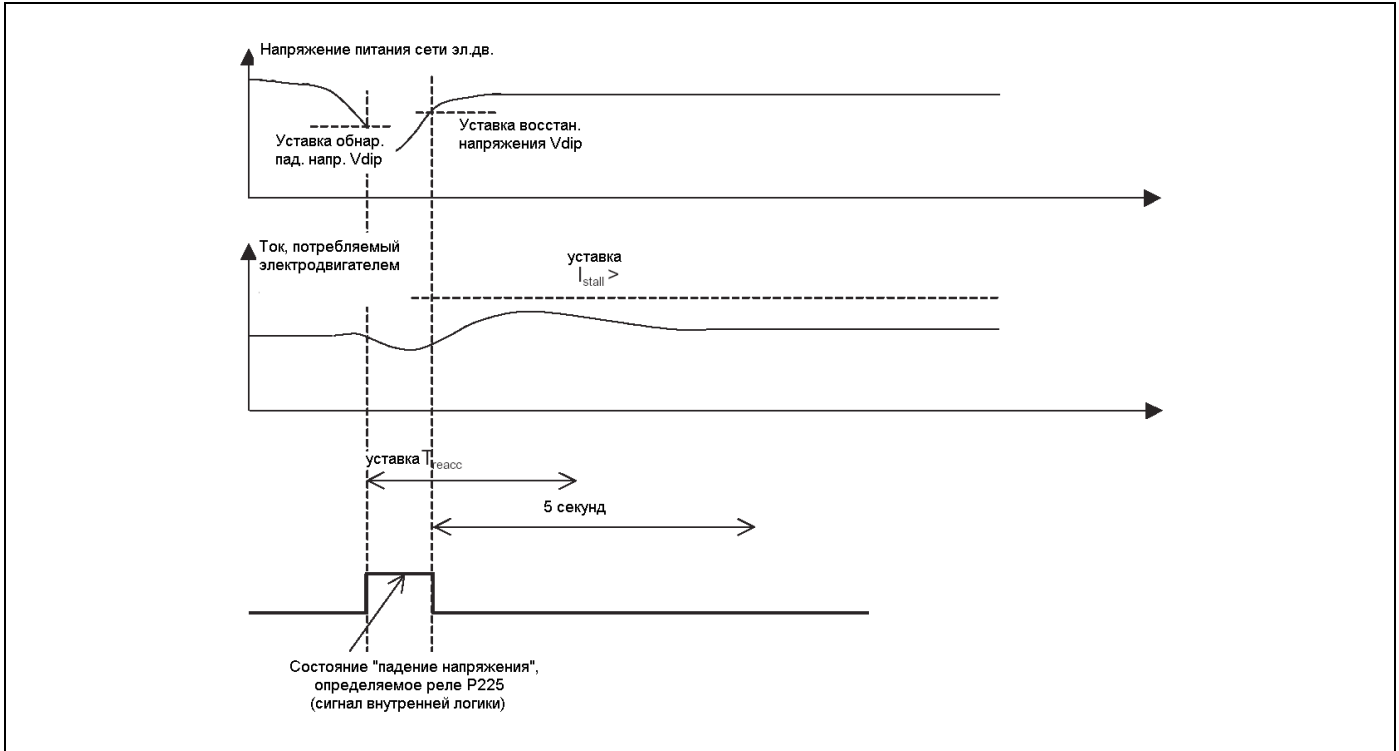 Напряжение питания сети эл.дв.
Уставка обнар.
пад. напр. Vdip
Уставка восстан.
напряжения Vdip
Ток, потребляемый
электродвигателем
уставка
Istall >
уставка Treacc
5 секунд
Состояние "падение напряжения",
определяемое реле P225
(сигнал внутренней логики)